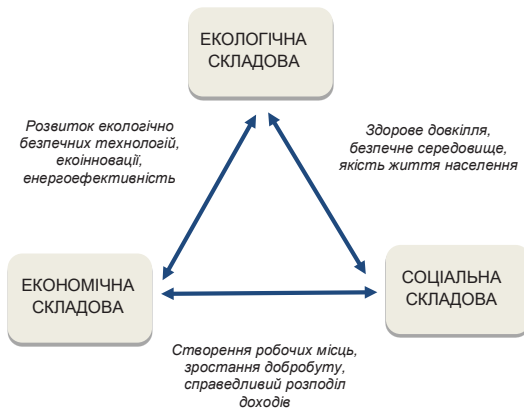 ЕКОЛОГІЧНА
СКЛАДОВА
Розвиток екологічно
безпечних технологій,
екоінновації,
енергоефективність
Здорове довкілля,
безпечне середовище,
якість життя населення
ЕКОНОМІЧНА
СКЛАДОВА
СОЦІАЛЬНА
СКЛАДОВА
Створення робочих місць,
зростання добробуту,
справедливий розподіл
доходів